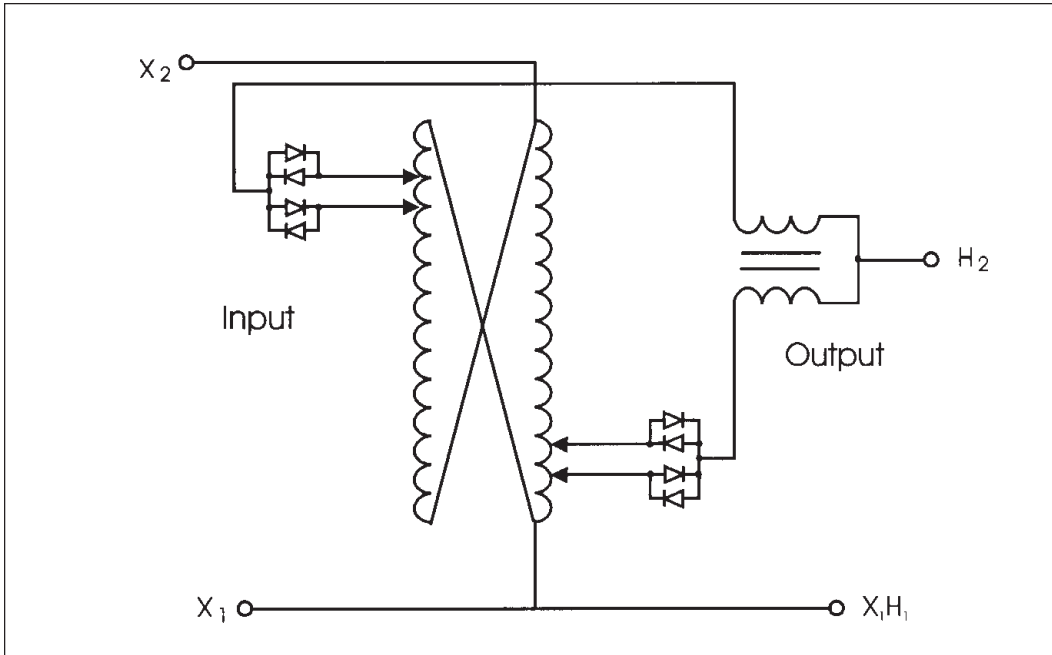 X₂
Input
H₂
Output
X₁
X₁H₁